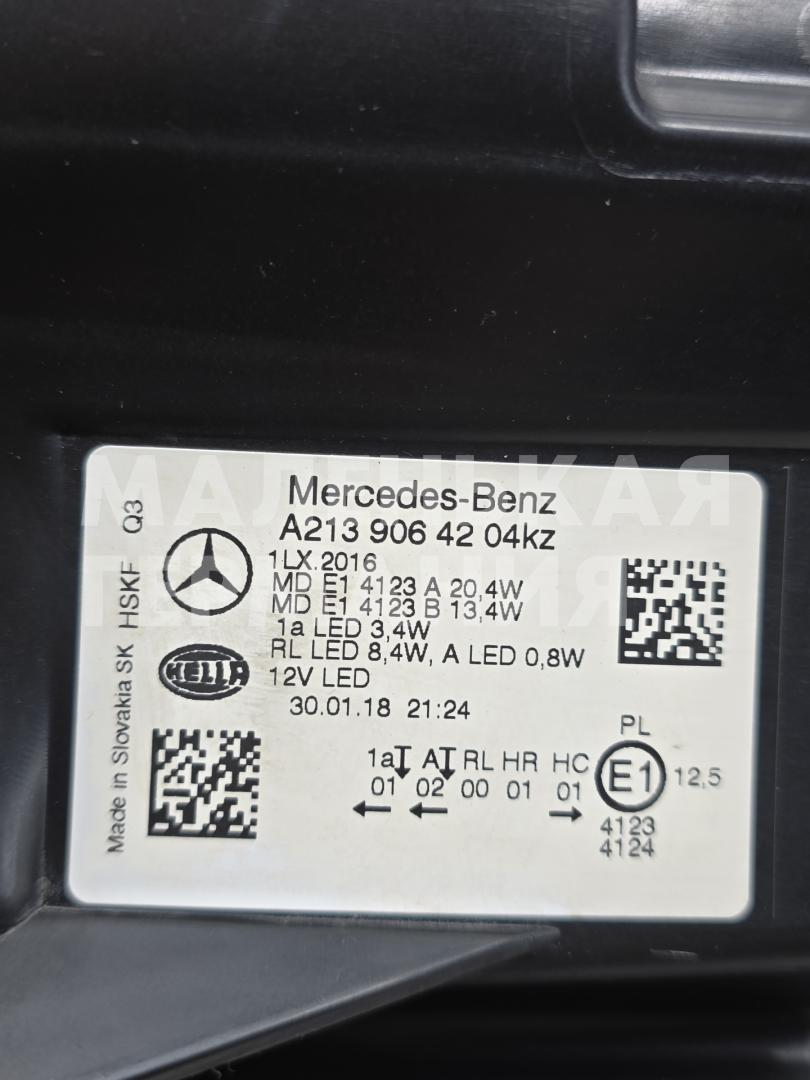 МАЛЕНЬКАЯ
ГЕРМАНИЯ
Mercedes-Benz
A213 906 42 04kz
1LX.2016
MD E1 4123 A 20,4W
MD E1 4123 B 13,4W
1a LED 3,4W
RL LED 8,4W, A LED 0,8W
12V LED
30.01.18 21:24
HELLA
Made in Slovakia SK HSKF Q3
1a A RL HR HC
01 02 00 01 01
PL
E1 12,5
4123
4124